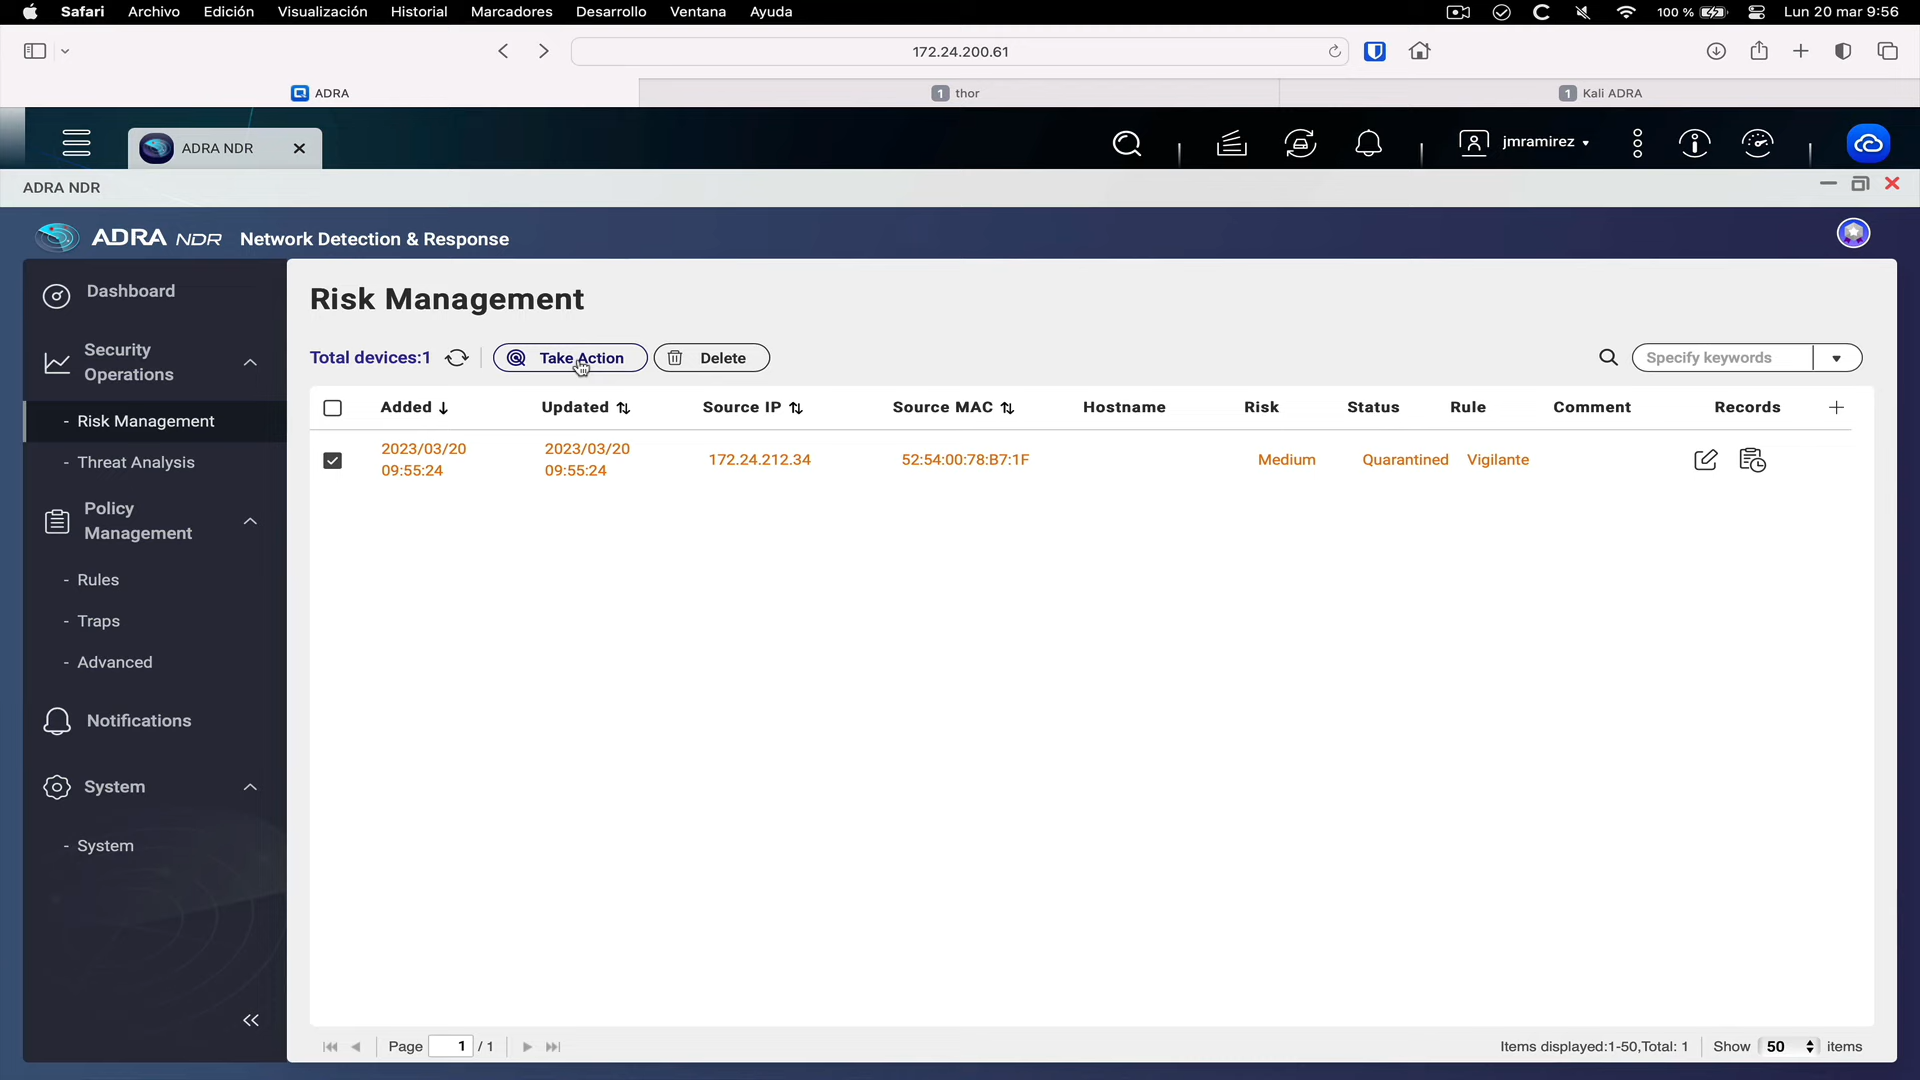 Safari Archivo Edición Visualización Historial Marcadores Desarrollo Ventana Ayuda 100 % Lun 20 mar 9:56
172.24.200.61
ADRA 1 thor 1 Kali ADRA
ADRA NDR jmramirez
ADRA NDR
ADRA NDR Network Detection & Response
Dashboard
Security
Operations
- Risk Management
- Threat Analysis
Policy
Management
- Rules
- Traps
- Advanced
Notifications
System
- System
Risk Management
Total devices:1 Take Action Delete Specify keywords
Added Updated Source IP Source MAC Hostname Risk Status Rule Comment Records
2023/03/20 2023/03/20
09:55:24 09:55:24 172.24.212.34 52:54:00:78:B7:1F Medium Quarantined Vigilante
Page 1 / 1 Items displayed:1-50,Total: 1 Show 50 items